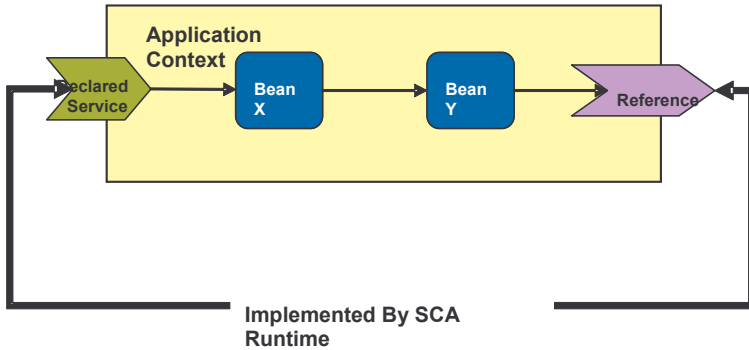 Application
Context
Declared
Service
Bean
X
Bean
Y
Reference
Implemented By SCA
Runtime